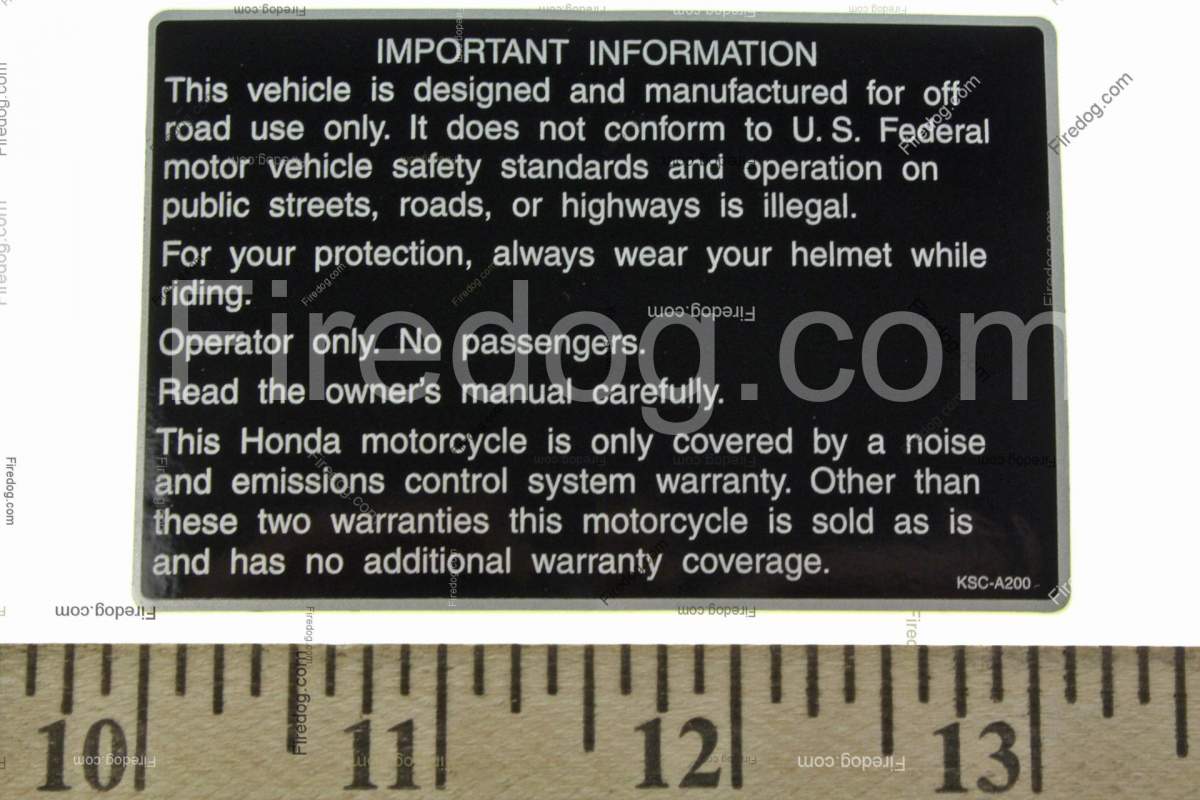 IMPORTANT INFORMATION
This vehicle is designed and manufactured for off
road use only. It does not conform to U.S. Federal
motor vehicle safety standards and operation on
public streets, roads, or highways is illegal.
For your protection, always wear your helmet while
riding.
Operator only. No passengers.
Read the owner's manual carefully.
This Honda motorcycle is only covered by a noise
and emissions control system warranty. Other than
these two warranties this motorcycle is sold as is
and has no additional warranty coverage.
KSC-A200
Firedog.com
10 11 12 13